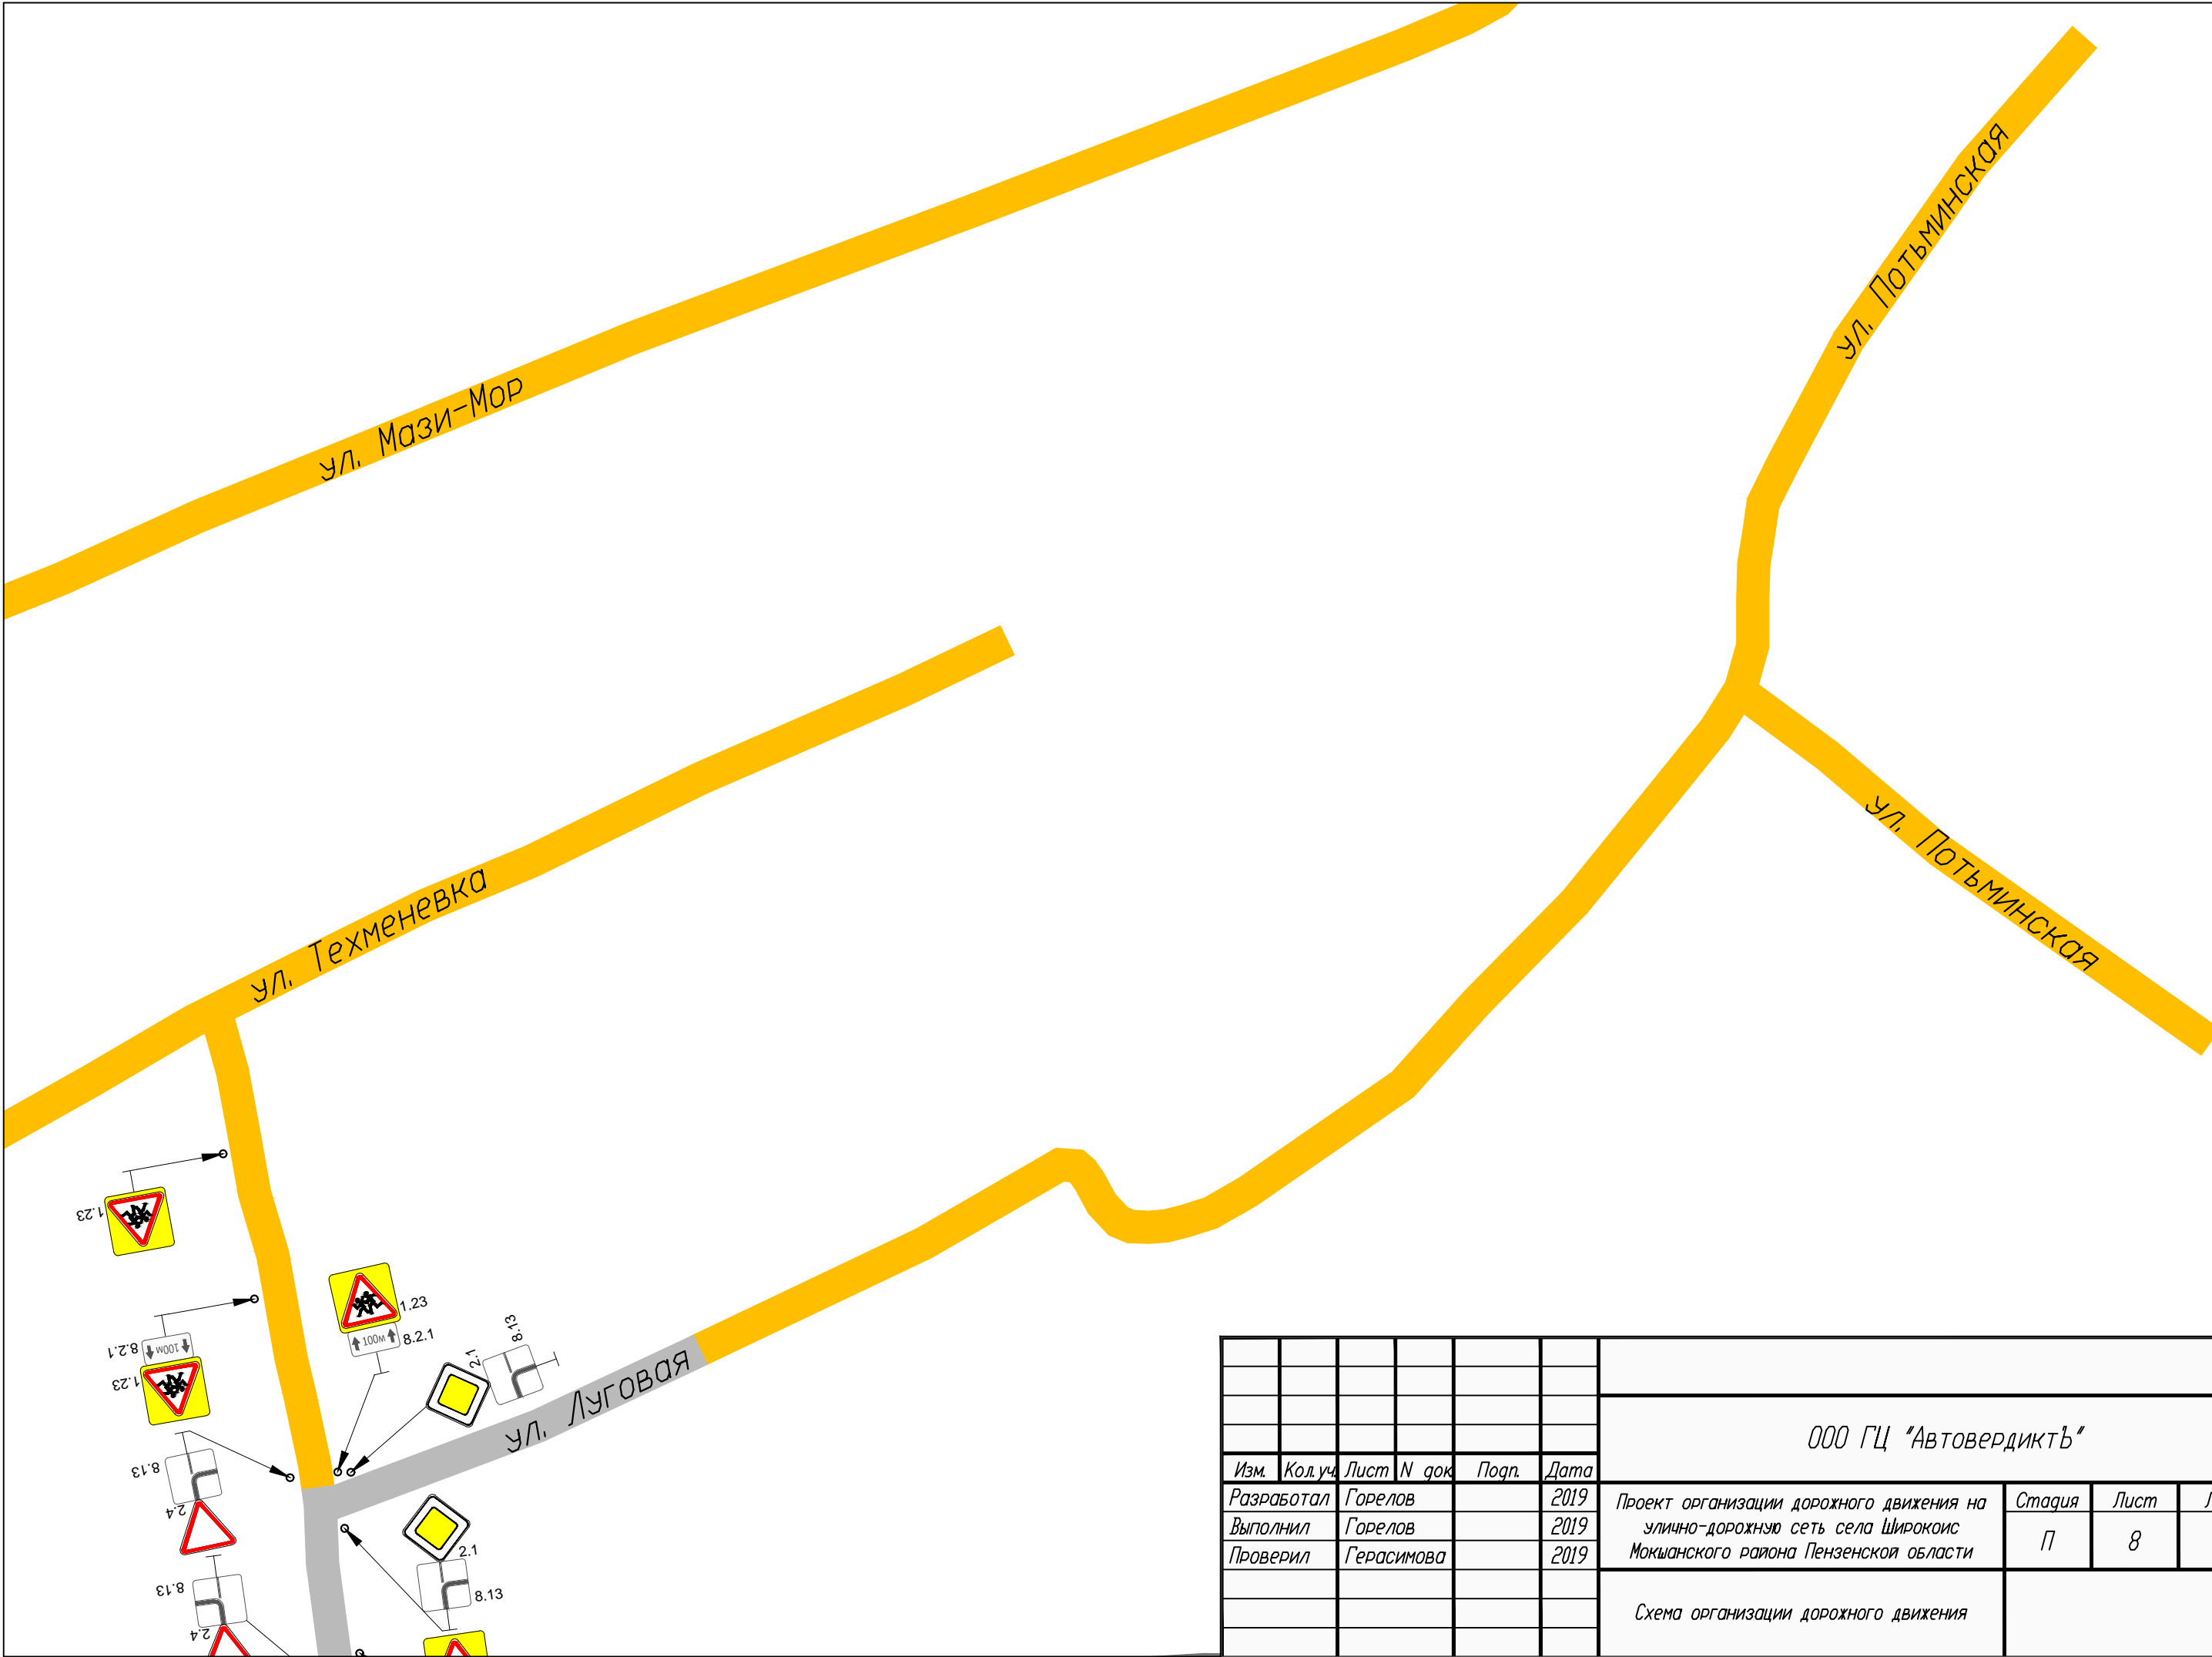 ул. Потьминская
ул. Мази-Мор
ул. Потьминская
ул. Техменевка
1.23
1.23
8.2.1
100м
8.13
2.1
8.2.1
100м
1.23
ул. Луговая
8.13
2.4
2.1
8.13
8.13
2.4
ООО ГЦ "Автовердиктъ"
Изм. Кол.уч. Лист N док Подп. Дата
Разработал Горелов 2019
Выполнил Горелов 2019
Проверил Герасимова 2019
Проект организации дорожного движения на
улично-дорожную сеть села Широкоис
Мокшанского района Пензенской области
Стадия Лист
П 8
Схема организации дорожного движения